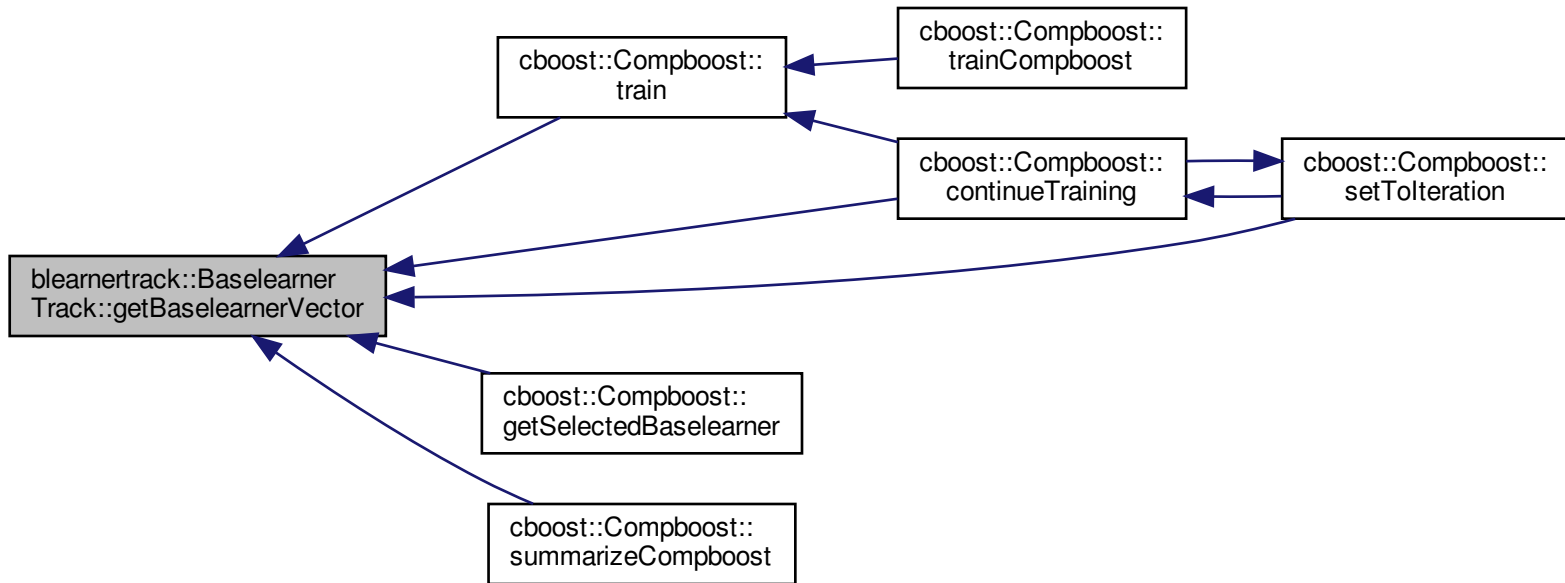 cboost::Compboost::
trainCompboost
cboost::Compboost::
train
cboost::Compboost::
continueTraining
cboost::Compboost::
setToIteration
blearnertrack::Baselearner
Track::getBaselearnerVector
cboost::Compboost::
getSelectedBaselearner
cboost::Compboost::
summarizeCompboost